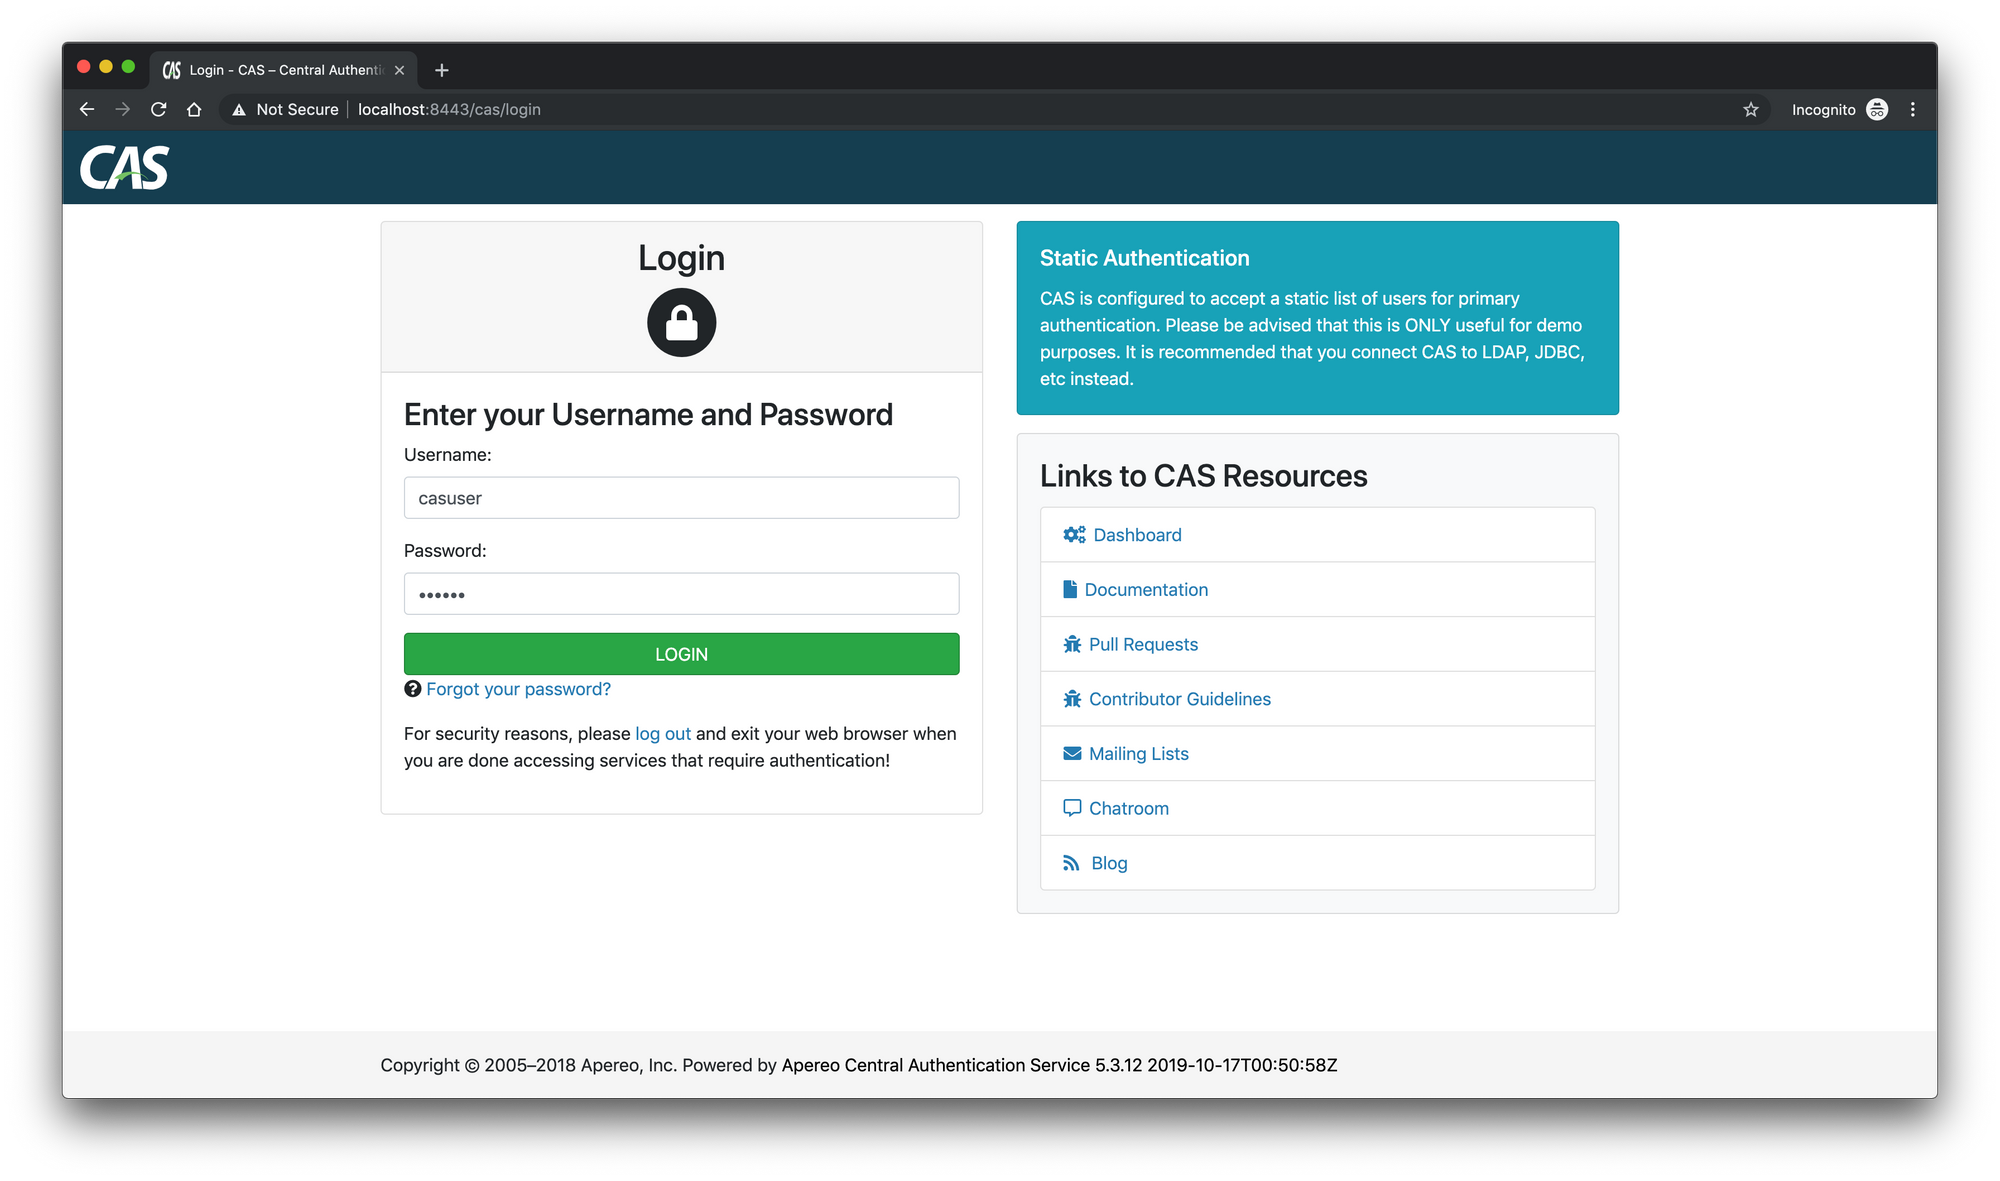 CAS Login - CAS – Central Authenti
Not Secure localhost:8443/cas/login Incognito
CAS
Login
Enter your Username and Password
Username:
casuser
Password:
••••••
LOGIN
Forgot your password?
For security reasons, please log out and exit your web browser when
you are done accessing services that require authentication!
Static Authentication
CAS is configured to accept a static list of users for primary
authentication. Please be advised that this is ONLY useful for demo
purposes. It is recommended that you connect CAS to LDAP, JDBC,
etc instead.
Links to CAS Resources
Dashboard
Documentation
Pull Requests
Contributor Guidelines
Mailing Lists
Chatroom
Blog
Copyright © 2005–2018 Apereo, Inc. Powered by Apereo Central Authentication Service 5.3.12 2019-10-17T00:50:58Z